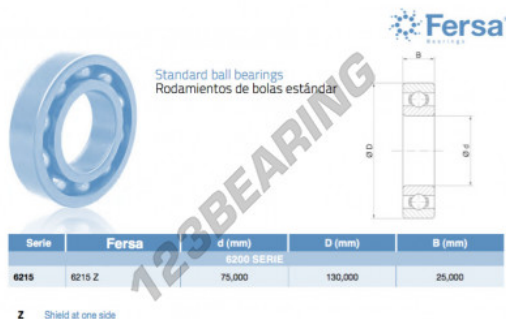 Fersa
Bearings
Standard ball bearings
Rodamientos de bolas estándar
B
Ø D
Ø d
123BEARING
Serie Fersa d (mm) D (mm) B (mm)
6200 SERIE
6215 6215 Z 75,000 130,000 25,000
Z Shield at one side